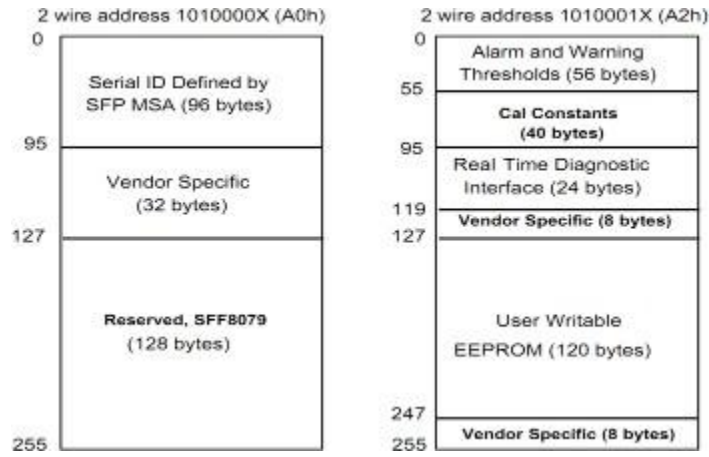 2 wire address 1010000X (A0h)
0
Serial ID Defined by
SFP MSA (96 bytes)
95
Vendor Specific
(32 bytes)
127
Reserved, SFF8079
(128 bytes)
255
2 wire address 1010001X (A2h)
0
Alarm and Warning
Thresholds (56 bytes)
55
Cal Constants
(40 bytes)
95
Real Time Diagnostic
Interface (24 bytes)
119
Vendor Specific (8 bytes)
127
User Writable
EEPROM (120 bytes)
247
Vendor Specific (8 bytes)
255